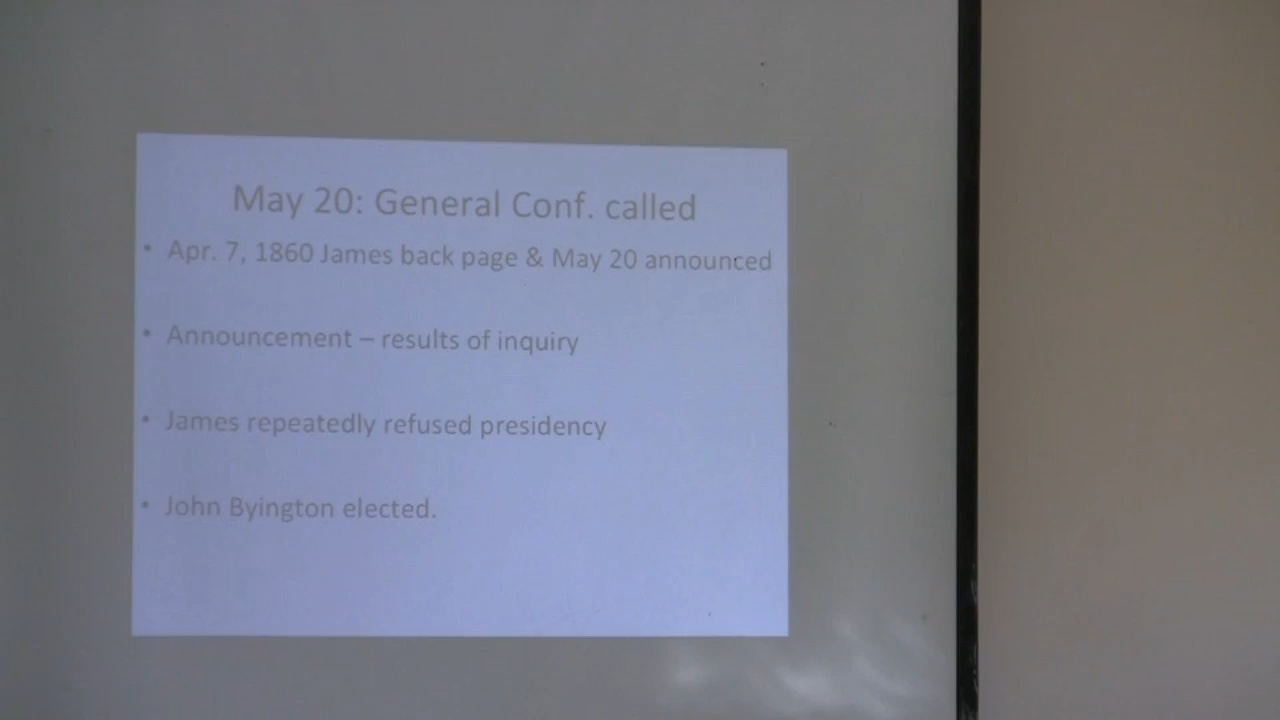 May 20: General Conf. called
• Apr. 7, 1860 James back page & May 20 announced
• Announcement – results of inquiry
• James repeatedly refused presidency
• John Byington elected.